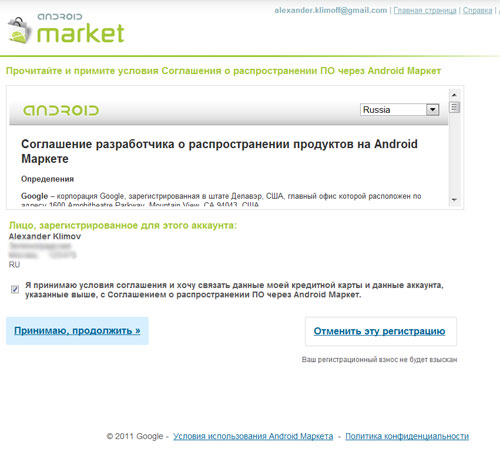 alexander.klimoff@gmail.com | Главная страница | Справка |
ANDROID
market
Прочитайте и примите условия Соглашения о распространении ПО через Android Маркет
ANDROID
Russia
Соглашение разработчика о распространении продуктов на Android
Маркете
Определения
Google – корпорация Google, зарегистрированная в штате Делавэр, США, главный офис которой расположен по
адресу 1600 Amphitheatre Parkway, Mountain View, CA 94043, США
Лицо, зарегистрированное для этого аккаунта:
Alexander Klimov
RU
Я принимаю условия соглашения и хочу связать данные моей кредитной карты и данные аккаунта,
указанные выше, с Соглашением о распространении ПО через Android Маркет.
Принимаю, продолжить »
Отменить эту регистрацию
Ваш регистрационный взнос не будет взыскан
© 2011 Google - Условия использования Android Маркета - Политика конфиденциальности